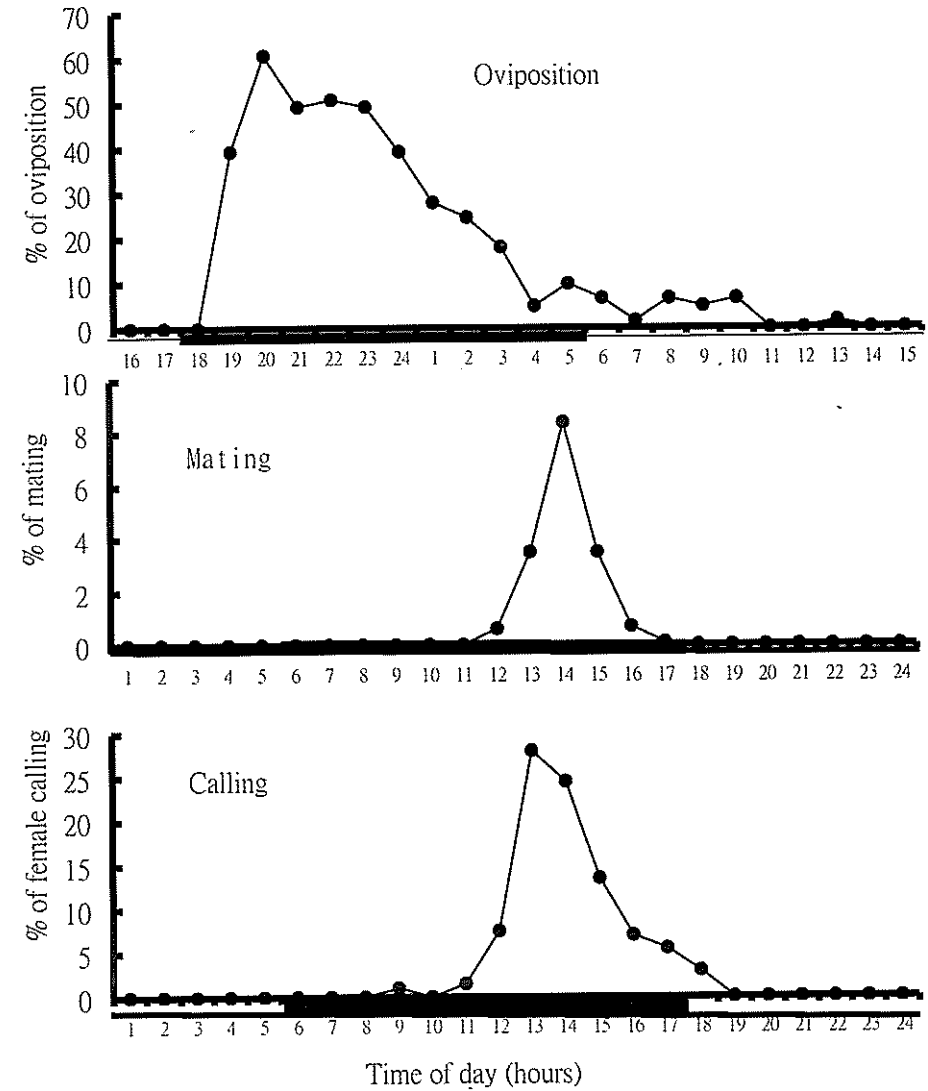 70
60
50
40
30
20
10
0
% of oviposition
Oviposition
16 17 18 19 20 21 22 23 24 1 2 3 4 5 6 7 8 9 10 11 12 13 14 15
10
8
6
4
2
0
% of mating
Mating
1 2 3 4 5 6 7 8 9 10 11 12 13 14 15 16 17 18 19 20 21 22 23 24
30
25
20
15
10
5
0
% of female calling
Calling
1 2 3 4 5 6 7 8 9 10 11 12 13 14 15 16 17 18 19 20 21 22 23 24
Time of day (hours)